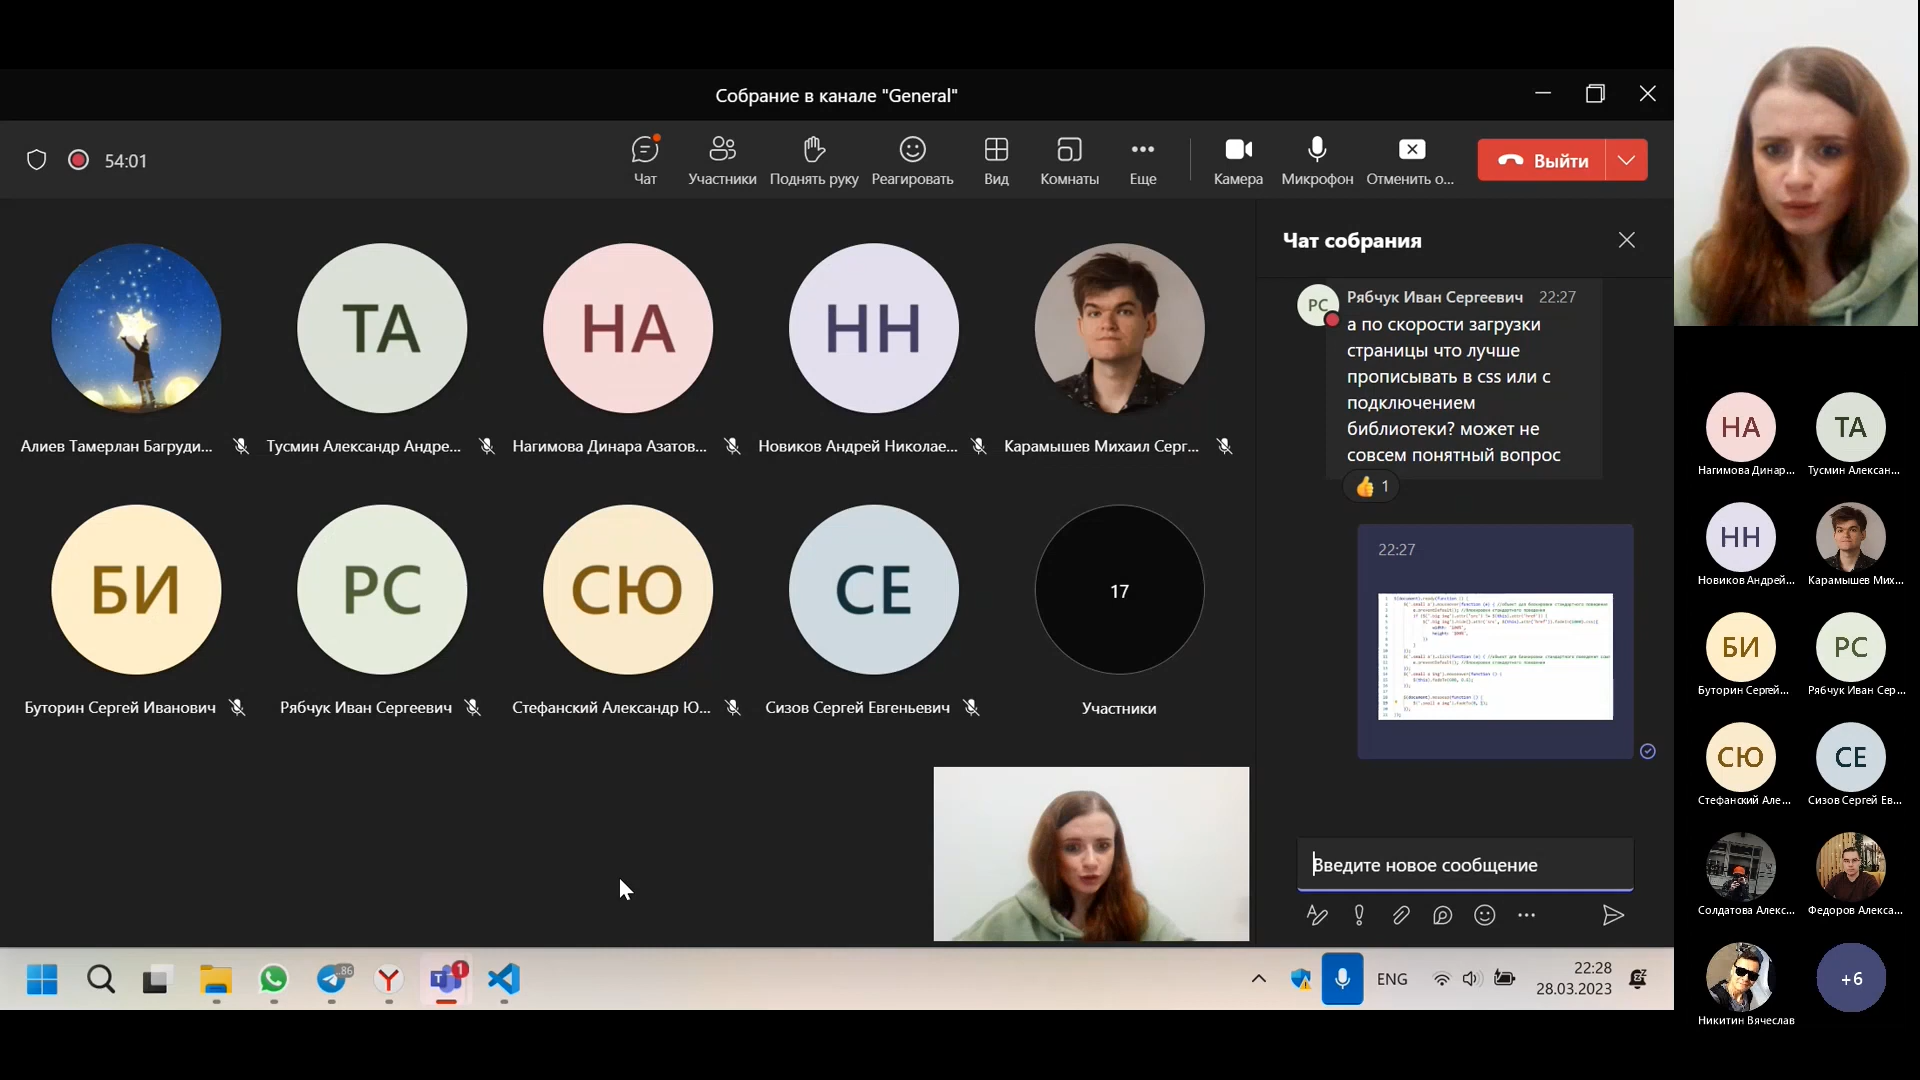 Собрание в канале "General"
54:01
Чат
Участники
Поднять руку
Реагировать
Вид
Комнаты
Еще
Камера
Микрофон
Отменить о...
Выйти
ТА
НА
НН
Алиев Тамерлан Багруди...
Тусмин Александр Андре...
Нагимова Динара Азатов...
Новиков Андрей Николае...
Карамышев Михаил Серг...
БИ
РС
СЮ
СЕ
17
Буторин Сергей Иванович
Рябчук Иван Сергеевич
Стефанский Александр Ю...
Сизов Сергей Евгеньевич
Участники
Чат собрания
РС
Рябчук Иван Сергеевич 22:27
а по скорости загрузки
страницы что лучше
прописывать в css или с
подключением
библиотеки? может не
совсем понятный вопрос
1
22:27
Введите новое сообщение
НА
ТА
Нагимова Динар...
Тусмин Алексан...
НН
Новиков Андрей...
Карамышев Мих...
БИ
РС
Буторин Сергей...
Рябчук Иван Сер...
СЮ
СЕ
Стефанский Але...
Сизов Сергей Ев...
Солдатова Алекс...
Федоров Алекса...
+6
Никитин Вячеслав
..86
1
ENG
22:28
28.03.2023